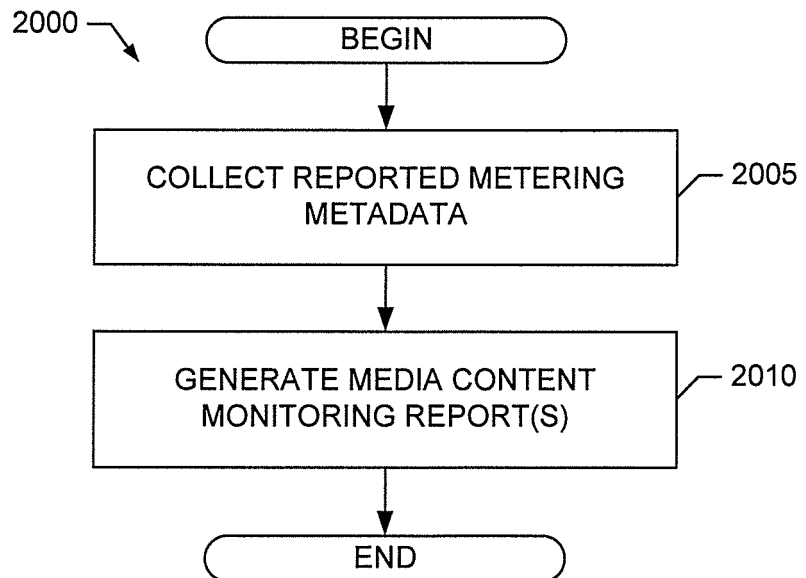 2000
BEGIN
COLLECT REPORTED METERING
METADATA
2005
GENERATE MEDIA CONTENT
MONITORING REPORT(S)
2010
END